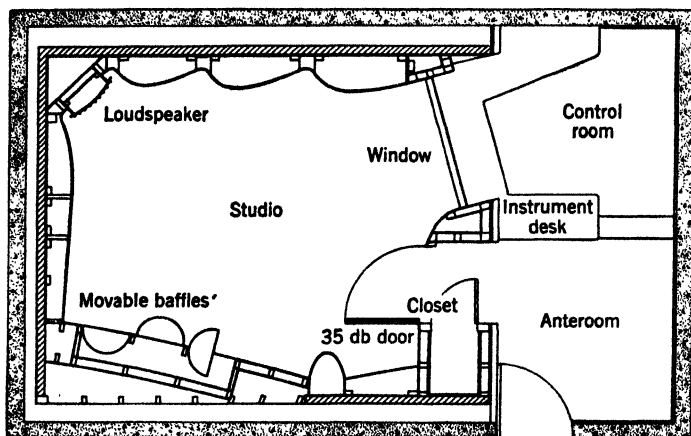 Loudspeaker
Control
room
Window
Studio
Instrument
desk
Movable baffles
Closet
35 db door
Anteroom